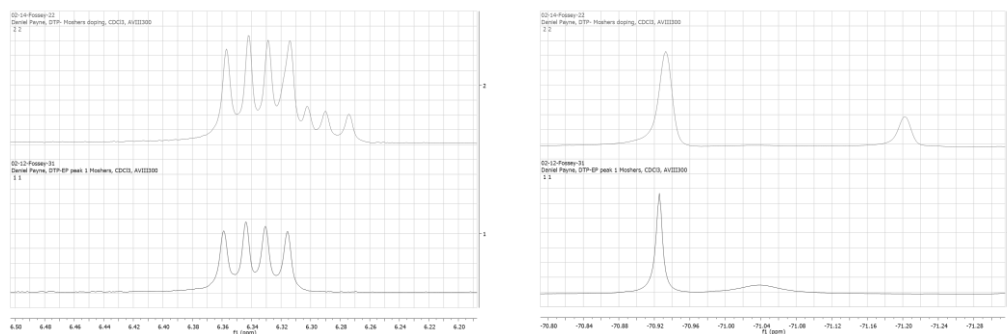 02-14-Fossey-22
Daniel Payne, DTP- Moshers doping, CDCl3, AVIII300
2 2
2
02-12-Fossey-31
Daniel Payne, DTP-EP peak 1 Moshers, CDCl3, AVIII300
1 1
1
6.50 6.48 6.46 6.44 6.42 6.40 6.38 6.36 6.34 6.32 6.30 6.28 6.26 6.24 6.22 6.20
f1 (ppm)
02-14-Fossey-22
Daniel Payne, DTP- Moshers doping, CDCl3, AVIII300
2 2
02-12-Fossey-31
Daniel Payne, DTP-EP peak 1 Moshers, CDCl3, AVIII300
1 1
-70.80 -70.88 -70.92 -70.96 -71.00 -71.04 -71.08 -71.12 -71.16 -71.20 -71.24 -71.28
f1 (ppm)